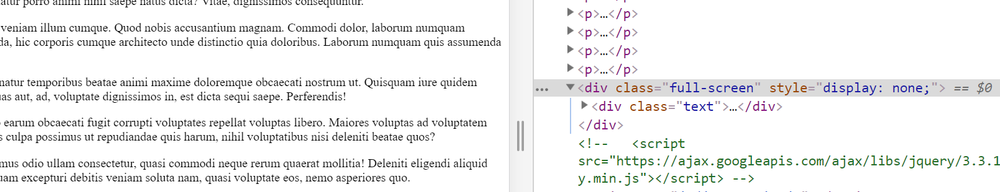 porro animi nihil saepe natus dicta? Vitae, dignissimos consequuntur.
veniam illum cumque. Quod nobis accusantium magnam. Commodi dolor, laborum numquam
da, hic corporis cumque architecto unde distinctio quia doloribus. Laborum numquam quis assumenda
natur temporibus beatae animi maxime doloremque obcaecati nostrum ut. Quisquam iure quidem
as aut, ad, voluptate dignissimos in, est dicta sequi saepe. Perferendis!
earum obcaecati fugit corrupti voluptates repellat voluptas libero. Maiores voluptas ad voluptatem
s culpa possimus ut repudiandae quis harum, nihil voluptatibus nisi deleniti beatae quos?
mus odio ullam consectetur, quasi commodi neque rerum quaerat mollitia! Deleniti eligendi aliquid
uam excepturi debitis veniam soluta nam, quasi voluptate eos, nemo asperiores quo.
<p>…</p>
<p>…</p>
<p>…</p>
<p>…</p>
… <div class="full-screen" style="display: none;"> == $0
<div class="text">…</div>
</div>
<!--   <script
src="https://ajax.googleapis.com/ajax/libs/jquery/3.3.1
y.min.js"></script> -->